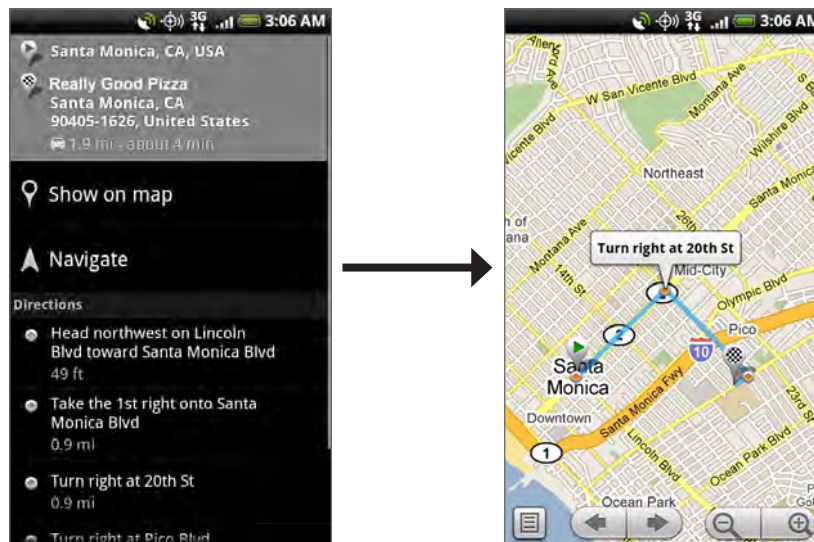 3G 3:06 AM
Santa Monica, CA, USA
Really Good Pizza
Santa Monica, CA
90405-1626, United States
1.9 mi - about 4 min
Show on map
Navigate
Directions
Head northwest on Lincoln
Blvd toward Santa Monica Blvd
49 ft
Take the 1st right onto Santa
Monica Blvd
0.9 mi
Turn right at 20th St
0.9 mi
Turn right at Pico Blvd
3G 3:06 AM
W San Vicente Blvd
Montana Ave
Wilshire Blvd
Northeast
Santa Monica
26th
Montana Ave
14th St
Turn right at 20th St
Mid-City
Olympic Blvd
2
Pico
10
Santa
Monica
Santa Monica Fwy
23rd St
Downtown
1
Lincoln Blvd
Ocean Park Blvd
Ocean Park